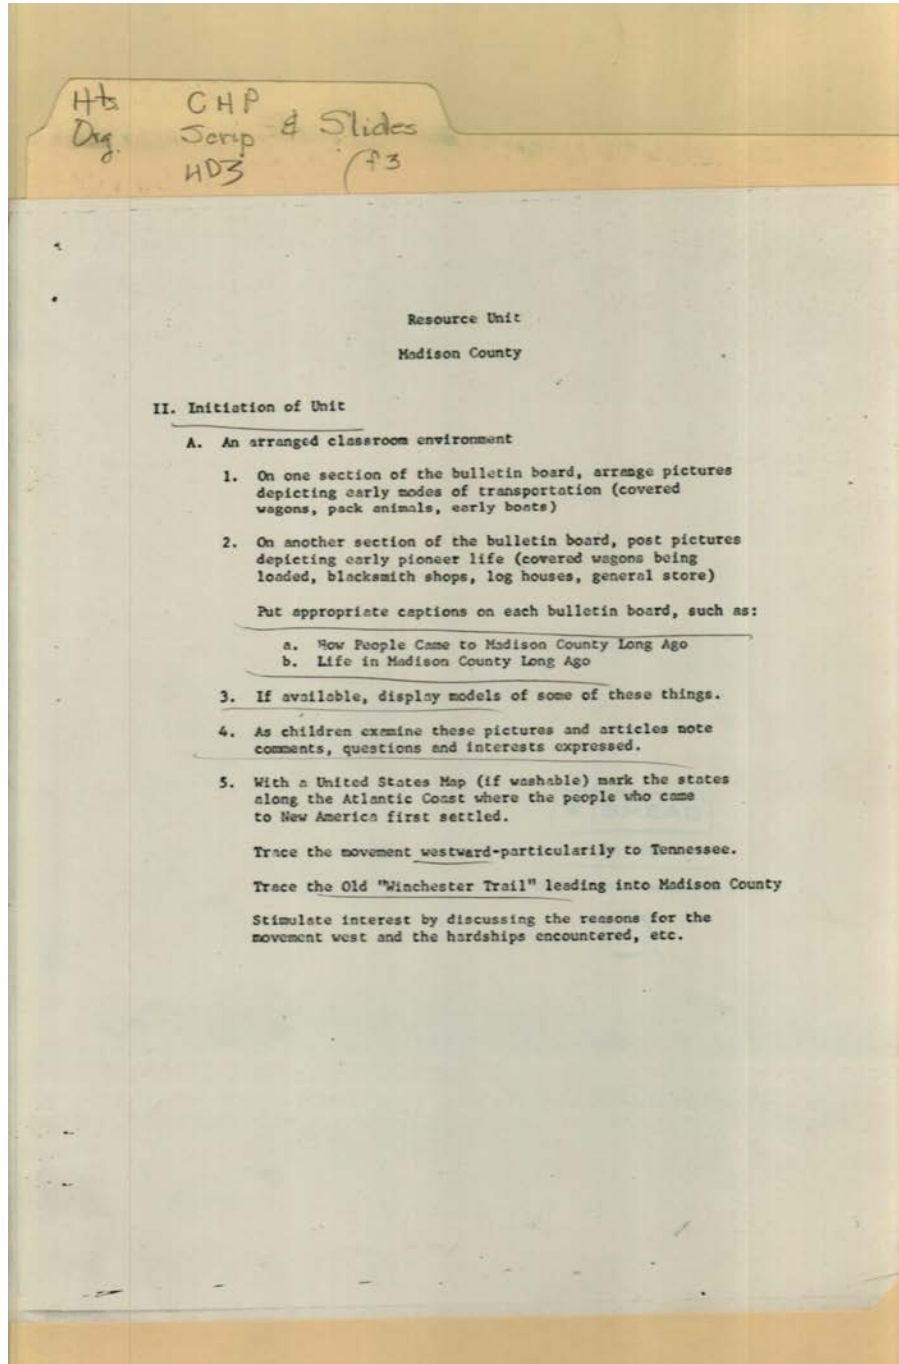 Hts. CHP
Org. Scrip & Slides
HD3 f3
Resource Unit
Madison County
II. Initiation of Unit
A. An arranged classroom environment
1. On one section of the bulletin board, arrange pictures
depicting early modes of transportation (covered
wagons, pack animals, early boats)
2. On another section of the bulletin board, post pictures
depicting early pioneer life (covered wagons being
loaded, blacksmith shops, log houses, general store)
Put appropriate captions on each bulletin board, such as:
a. How People Came to Madison County Long Ago
b. Life in Madison County Long Ago
3. If available, display models of some of these things.
4. As children examine these pictures and articles note
comments, questions and interests expressed.
5. With a United States Map (if washable) mark the states
along the Atlantic Coast where the people who came
to New America first settled.
Trace the movement westward-particularily to Tennessee.
Trace the Old "Winchester Trail" leading into Madison County
Stimulate interest by discussing the reasons for the
movement west and the hardships encountered, etc.